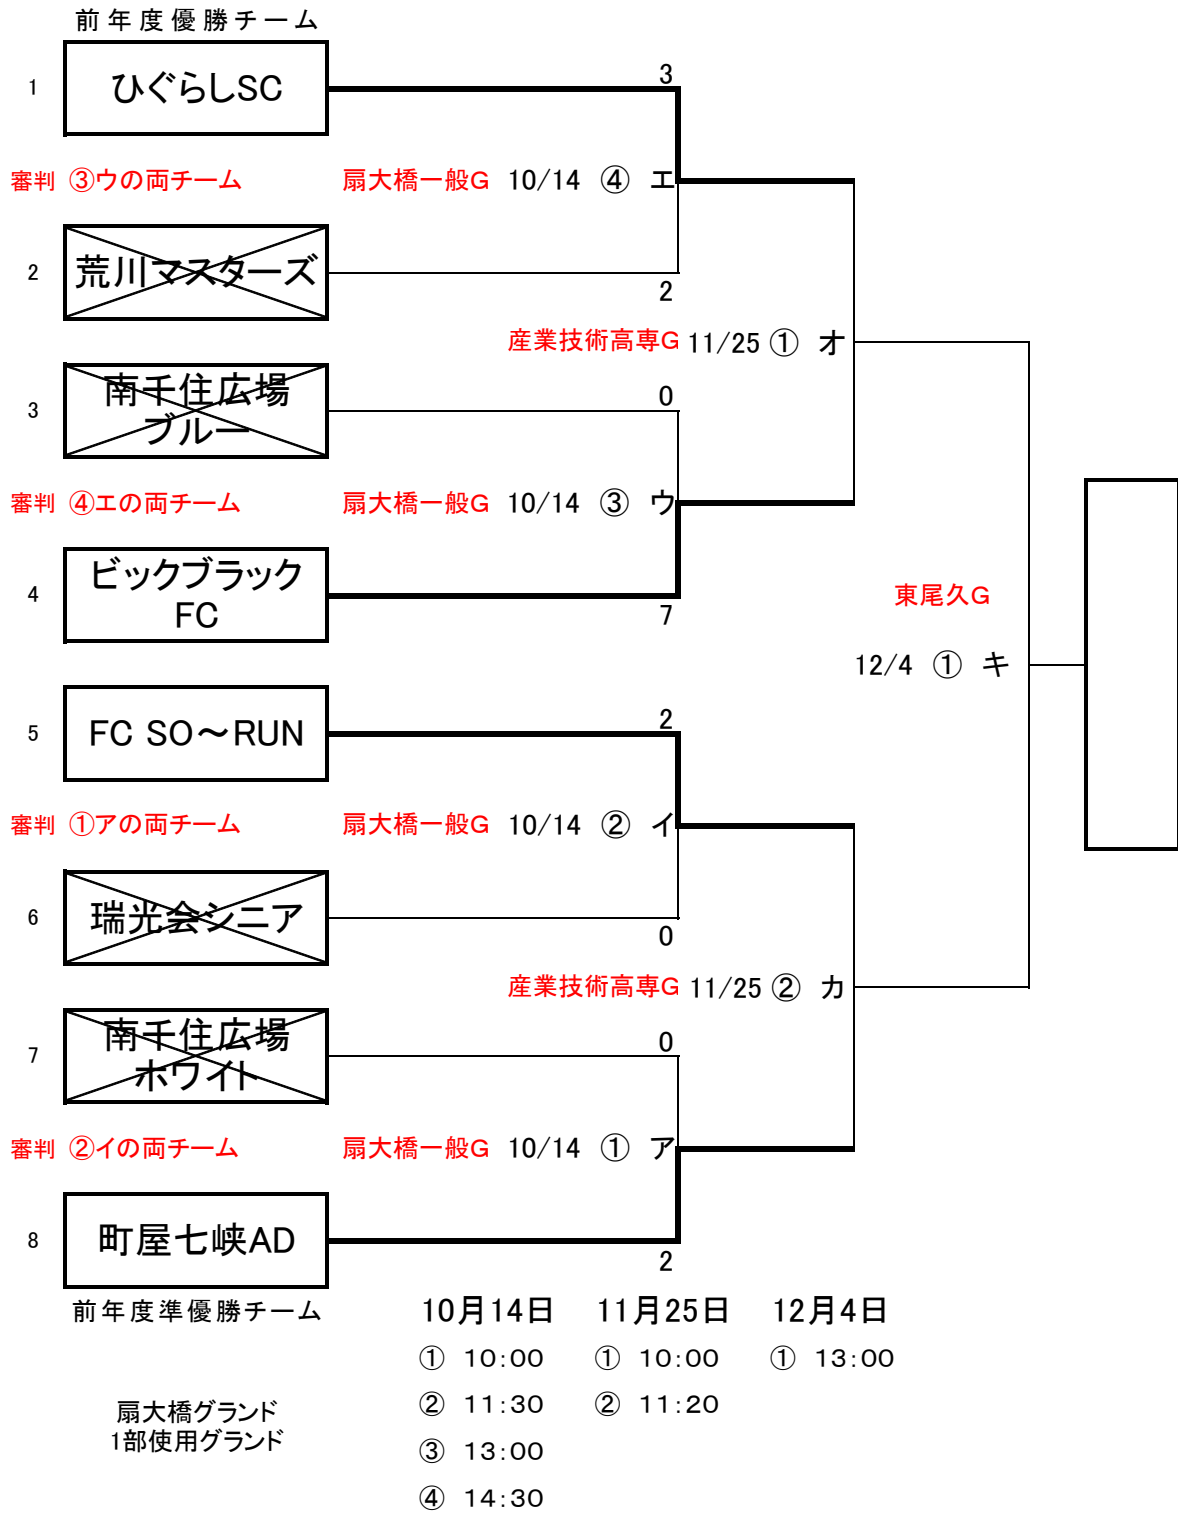 前年度優勝チーム
1
ひぐらしSC
3
審判 ③ウの両チーム
扇大橋一般G 10/14 ④ エ
2
荒川マスターズ
2
産業技術高専G 11/25 ① オ
3
南千住広場
ブルー
0
審判 ④エの両チーム
扇大橋一般G 10/14 ③ ウ
4
ビックブラック
FC
7
東尾久G
12/4 ① キ
5
FC SO～RUN
2
審判 ①アの両チーム
扇大橋一般G 10/14 ② イ
6
瑞光会シニア
0
産業技術高専G 11/25 ② カ
7
南千住広場
ホワイト
0
審判 ②イの両チーム
扇大橋一般G 10/14 ① ア
8
町屋七峡AD
2
前年度準優勝チーム
10月14日 11月25日 12月4日
① 10:00 ① 10:00 ① 13:00
② 11:30 ② 11:20
③ 13:00
④ 14:30
扇大橋グランド
1部使用グランド